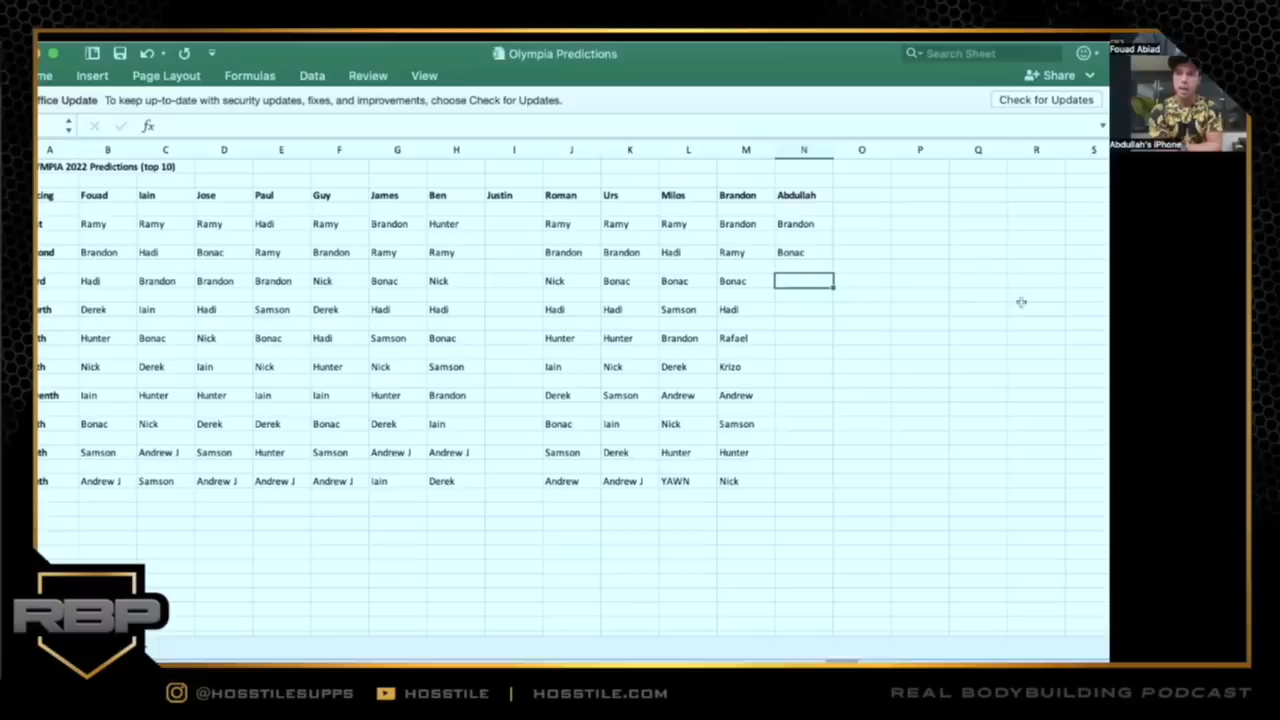 Olympia Predictions
Search Sheet
Fouad Abiad
me Insert Page Layout Formulas Data Review View Share
ffice Update To keep up-to-date with security updates, fixes, and improvements, choose Check for Updates. Check for Updates
fx
Abdullah's iPhone
A B C D E F G H I J K L M N O P Q R S
YMPIA 2022 Predictions (top 10)
cing Fouad Iain Jose Paul Guy James Ben Justin Roman Urs Milos Brandon Abdullah
t Ramy Ramy Ramy Hadi Ramy Brandon Hunter Ramy Ramy Ramy Brandon Brandon
ond Brandon Hadi Bonac Ramy Brandon Ramy Ramy Brandon Brandon Hadi Ramy Bonac
rd Hadi Brandon Brandon Brandon Nick Bonac Nick Nick Bonac Bonac Bonac
rth Derek Iain Hadi Samson Derek Hadi Hadi Hadi Hadi Samson Hadi
th Hunter Bonac Nick Bonac Hadi Samson Bonac Hunter Hunter Brandon Rafael
th Nick Derek Iain Nick Hunter Nick Samson Iain Nick Derek Krizo
enth Iain Hunter Hunter Iain Iain Hunter Brandon Derek Samson Andrew Andrew
th Bonac Nick Derek Derek Bonac Derek Iain Bonac Iain Nick Samson
th Samson Andrew J Samson Hunter Samson Andrew J Andrew J Samson Derek Hunter Hunter
th Andrew J Samson Andrew J Andrew J Andrew J Iain Derek Andrew Andrew J YAWN Nick
RBP
@HOSSTILESUPPS HOSSTILE | HOSSTILE.COM REAL BODYBUILDING PODCAST